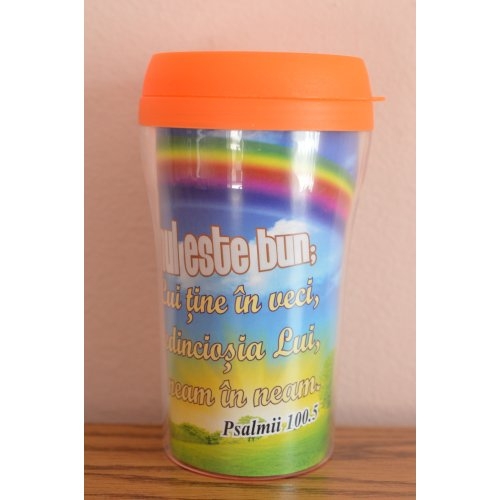 ul este bun;
Lui ține în veci,
dincioșia Lui,
neam în neam.
Psalmii 100.5